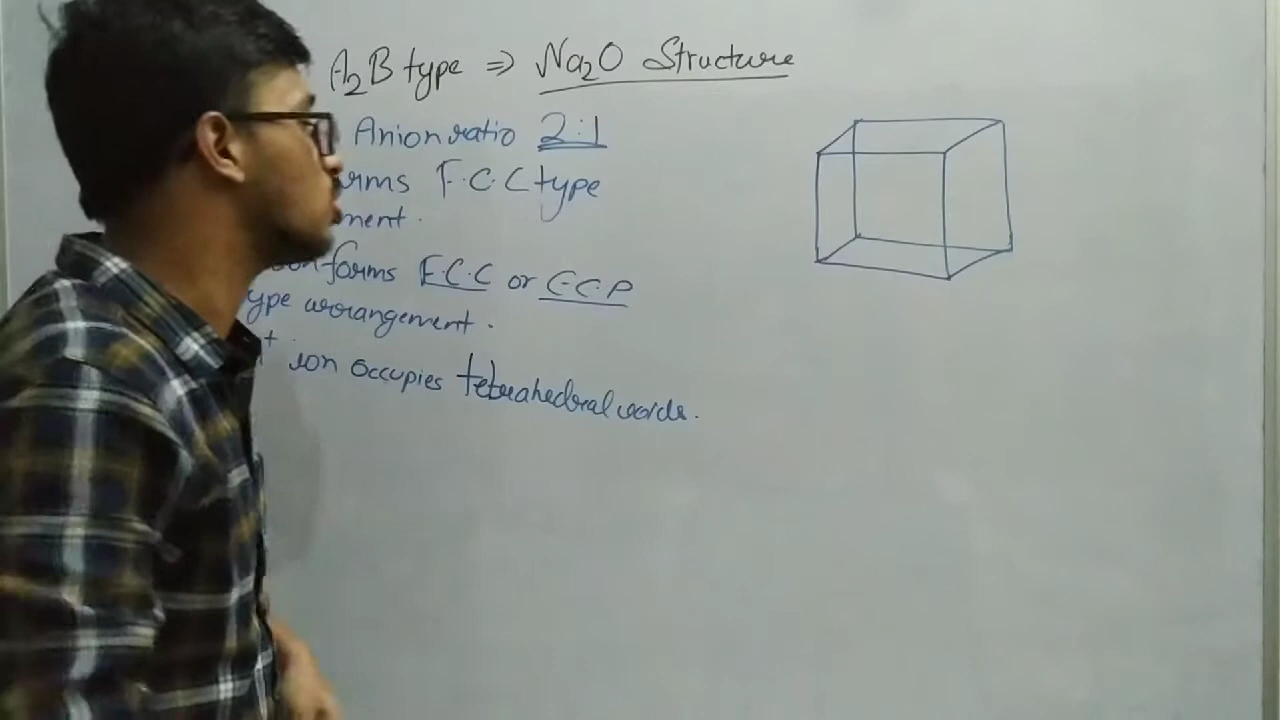 A₂B type ⇒ Na₂O Structure
Anion ratio 2:1
rms F.C.C type
ment.
forms F.C.C or C.C.P
ype arrangement.
+ ion occupies tetrahedral voids.